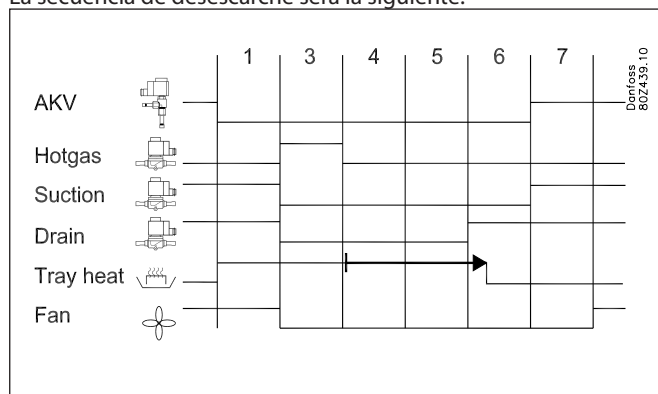 La secuencia de desescarche será la siguiente:
1 3 4 5 6 7
AKV
Hotgas
Suction
Drain
Tray heat
Fan
Danfoss
80Z439.10